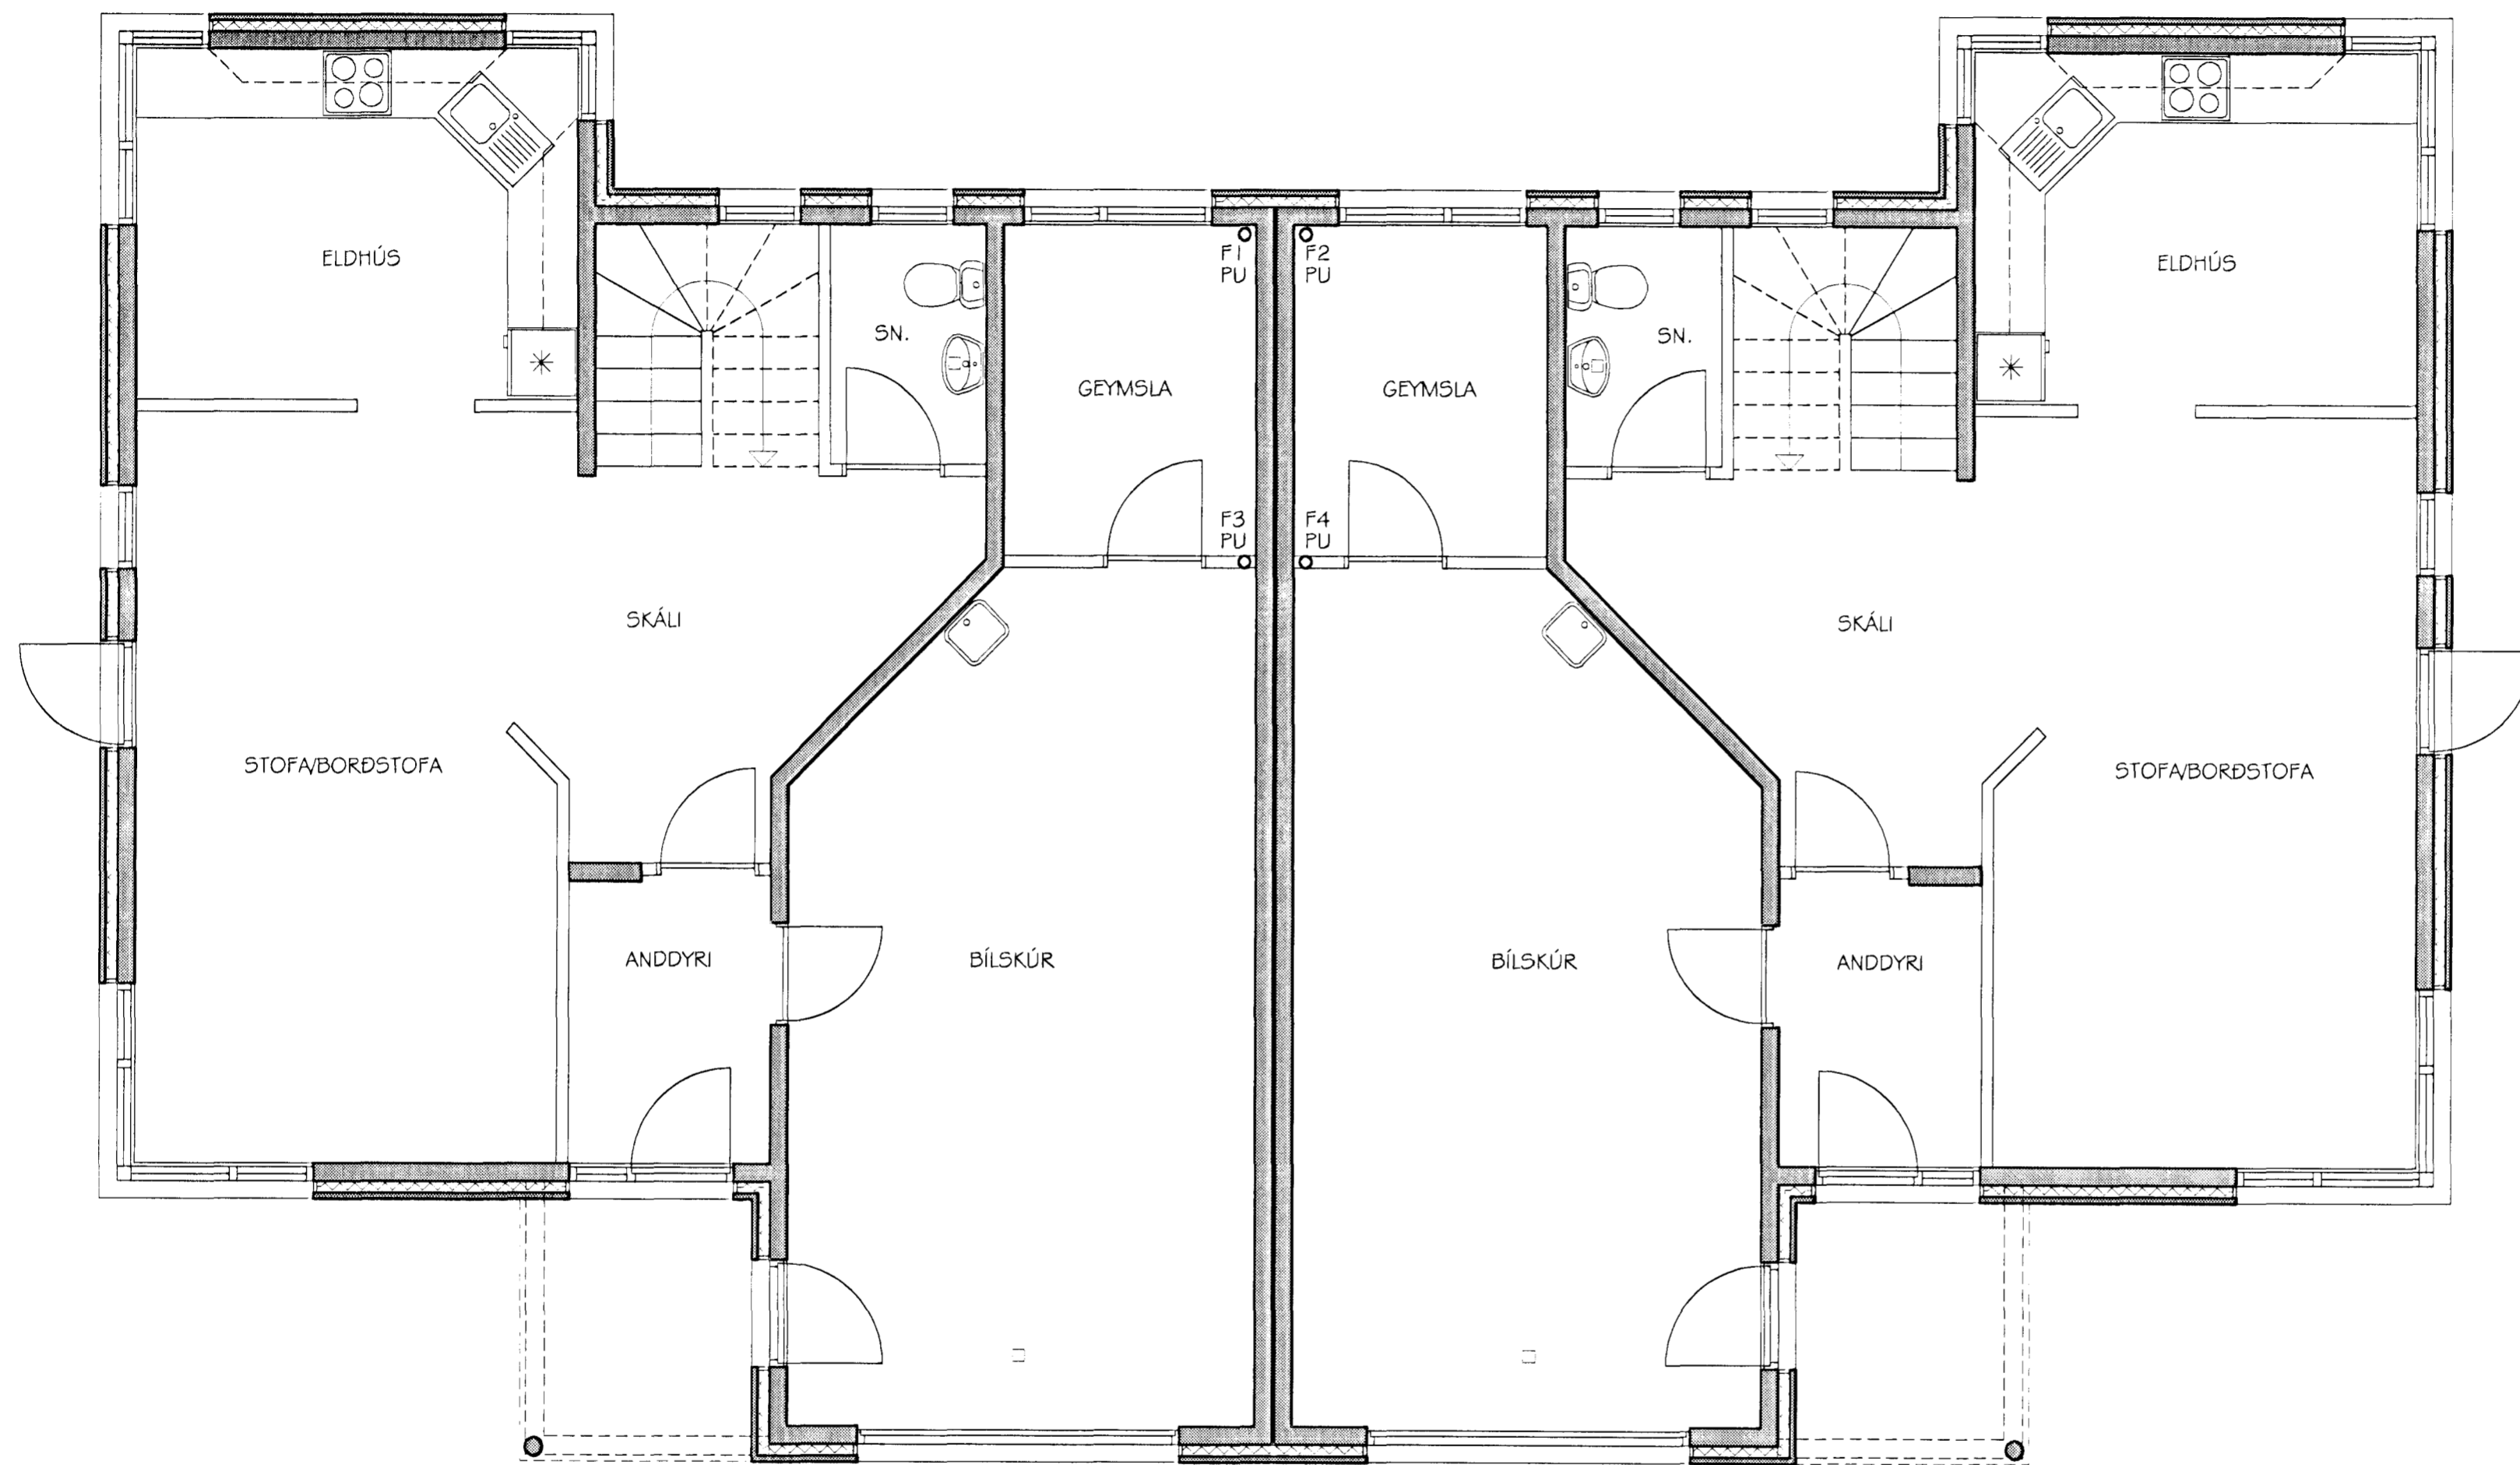 F1
PU
F2
PU
ELDHÚS
ELDHÚS
SN.
SN.
GEYMSLA
GEYMSLA
F3
PU
F4
PU
SKÁLI
SKÁLI
STOFA/BORÐSTOFA
STOFA/BORÐSTOFA
ANDDYRI
BÍLSKÚR
BÍLSKÚR
ANDDYRI